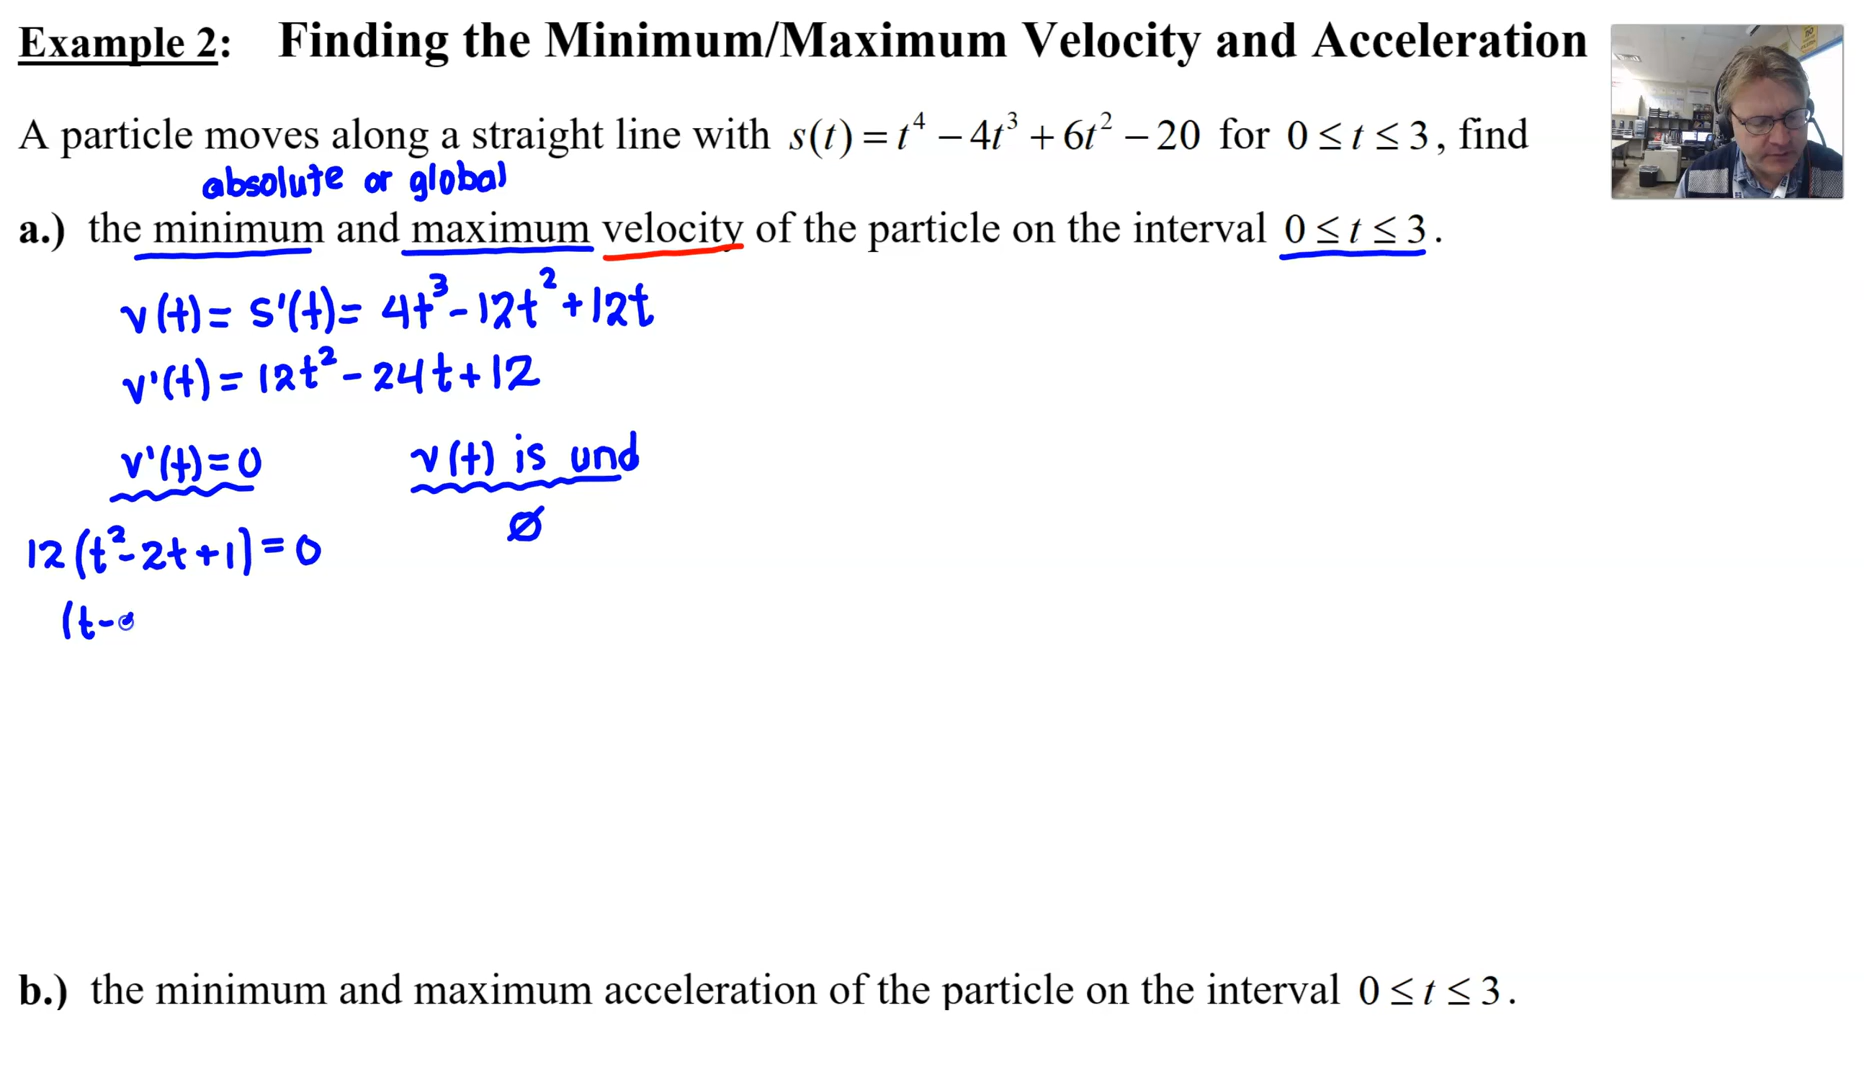 Example 2: Finding the Minimum/Maximum Velocity and Acceleration
A particle moves along a straight line with s(t) = t⁴ − 4t³ + 6t² − 20 for 0 ≤ t ≤ 3, find
absolute or global
a.) the minimum and maximum velocity of the particle on the interval 0 ≤ t ≤ 3.
v(t) = s'(t) = 4t³ - 12t² + 12t
v'(t) = 12t² - 24t + 12
v'(t) = 0 v(t) is und
12(t² - 2t + 1) = 0 ∅
(t-
b.) the minimum and maximum acceleration of the particle on the interval 0 ≤ t ≤ 3.